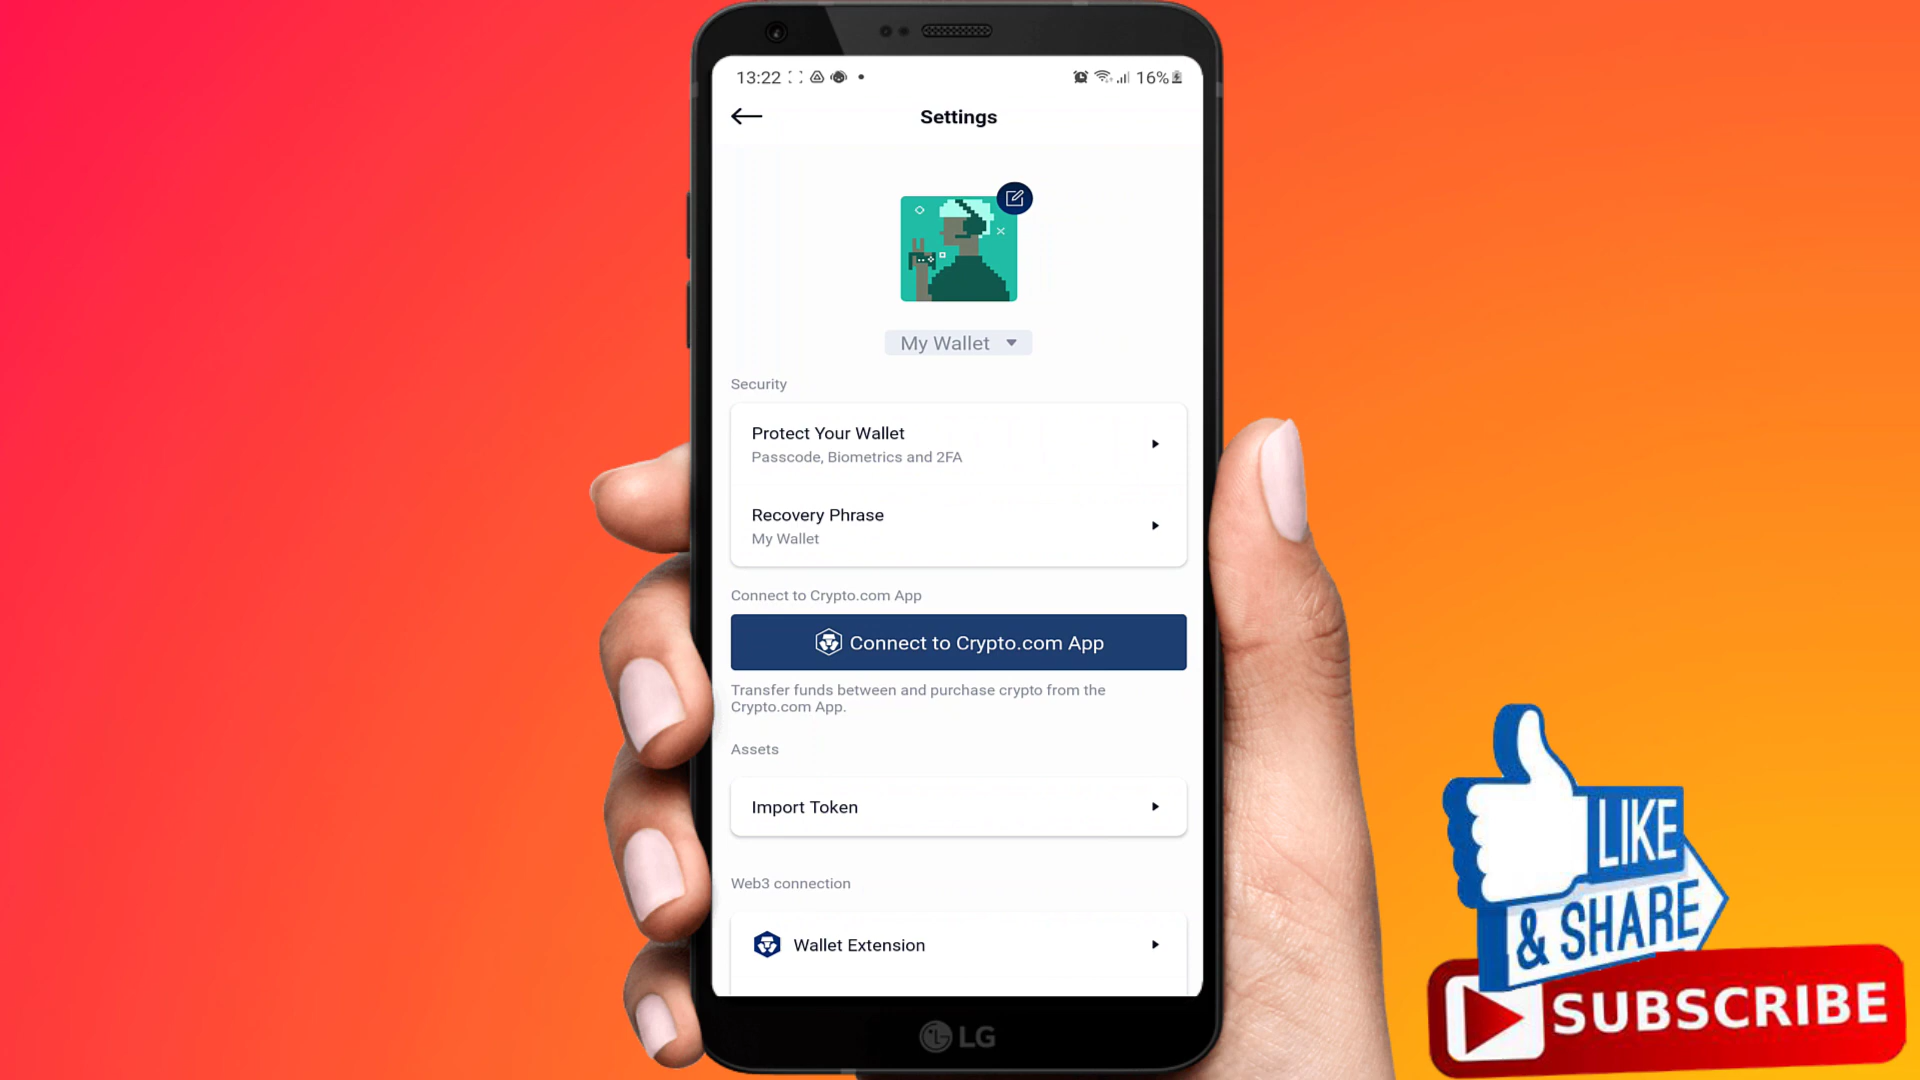 13:22
16%
Settings
My Wallet
Security
Protect Your Wallet
Passcode, Biometrics and 2FA
Recovery Phrase
My Wallet
Connect to Crypto.com App
Connect to Crypto.com App
Transfer funds between and purchase crypto from the
Crypto.com App.
Assets
Import Token
Web3 connection
Wallet Extension
LG
LIKE
& SHARE
SUBSCRIBE